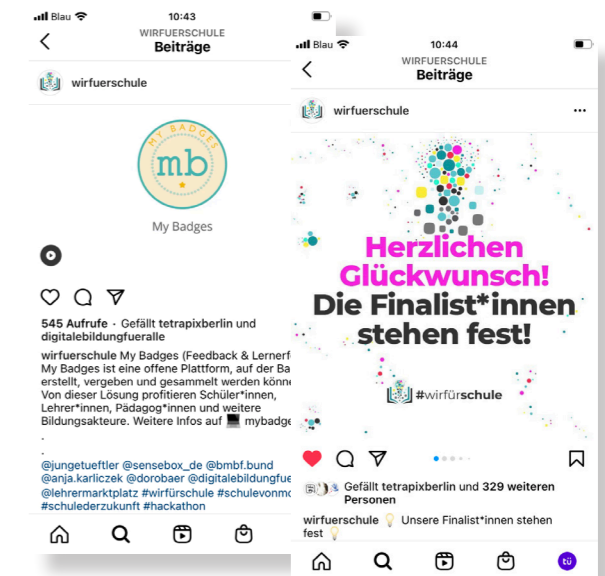 Blau
10:43
WIRFUERSCHULE
Beiträge
wirfuerschule
MY BADGES
mb
My Badges
545 Aufrufe · Gefällt tetrapixberlin und
digitalebildungfueralle
wirfuerschule My Badges (Feedback & Lernerf
My Badges ist eine offene Plattform, auf der Ba
erstellt, vergeben und gesammelt werden könne
Von dieser Lösung profitieren Schüler*innen,
Lehrer*innen, Pädagog*innen und weitere
Bildungsakteure. Weitere Infos auf 💻 mybadge
.
.
@jungetueftler @sensebox_de @bmbf.bund
@anja.karliczek @dorobaer @digitalebildungfue
@lehrermarktplatz #wirfürschule #schulevonmo
#schulederzukunft #hackathon
Blau
10:44
WIRFUERSCHULE
Beiträge
wirfuerschule
Herzlichen
Glückwunsch!
Die Finalist*innen
stehen fest!
#wirfürschule
Gefällt tetrapixberlin und 329 weiteren
Personen
wirfuerschule 💡 Unsere Finalist*innen stehen
fest 💡
tü